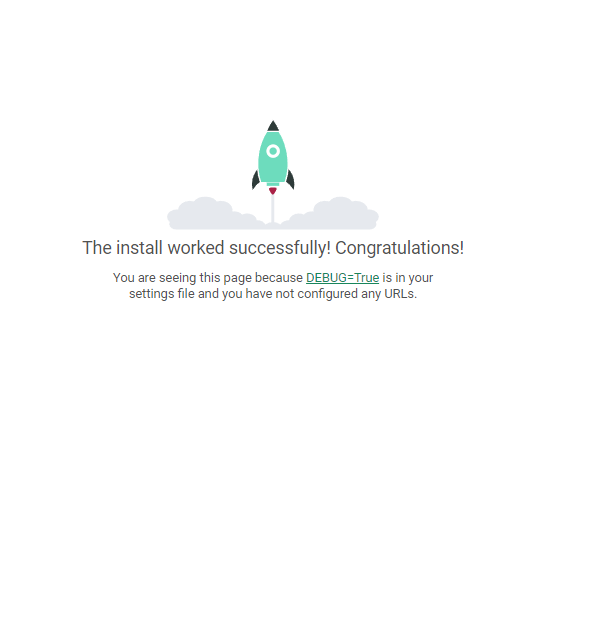 The install worked successfully! Congratulations!
You are seeing this page because DEBUG=True is in your
settings file and you have not configured any URLs.